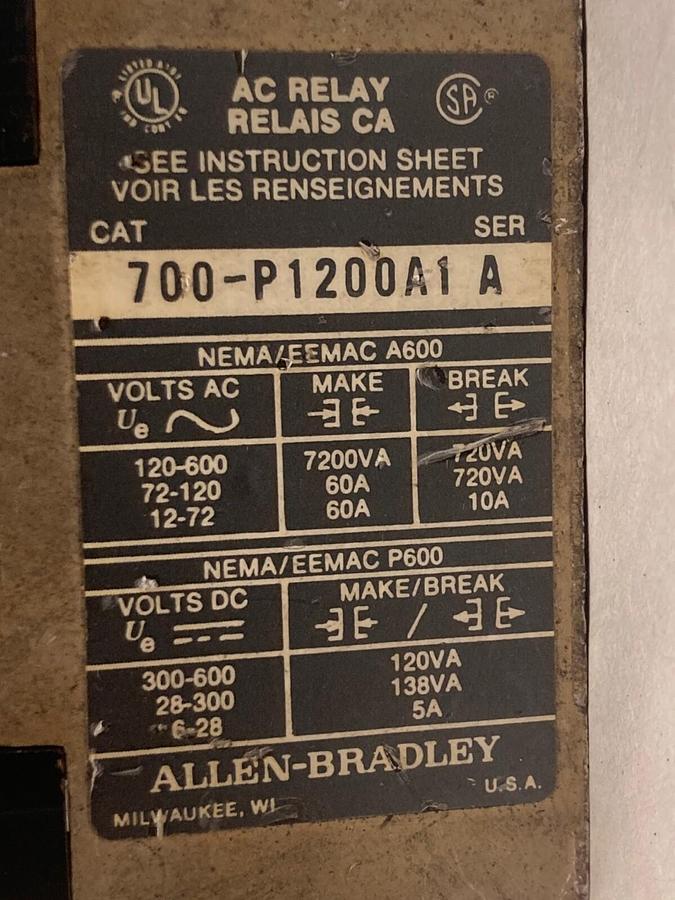 UL
AC RELAY
RELAIS CA
SA ®
SEE INSTRUCTION SHEET
VOIR LES RENSEIGNEMENTS
CAT SER
700-P1200A1 A
NEMA/EEMAC A600
VOLTS AC MAKE BREAK
Ue
120-600 7200VA 720VA
72-120 60A 720VA
12-72 60A 10A
NEMA/EEMAC P600
VOLTS DC MAKE/BREAK
Ue /
300-600 120VA
28-300 138VA
6-28 5A
ALLEN-BRADLEY
MILWAUKEE, WI U.S.A.